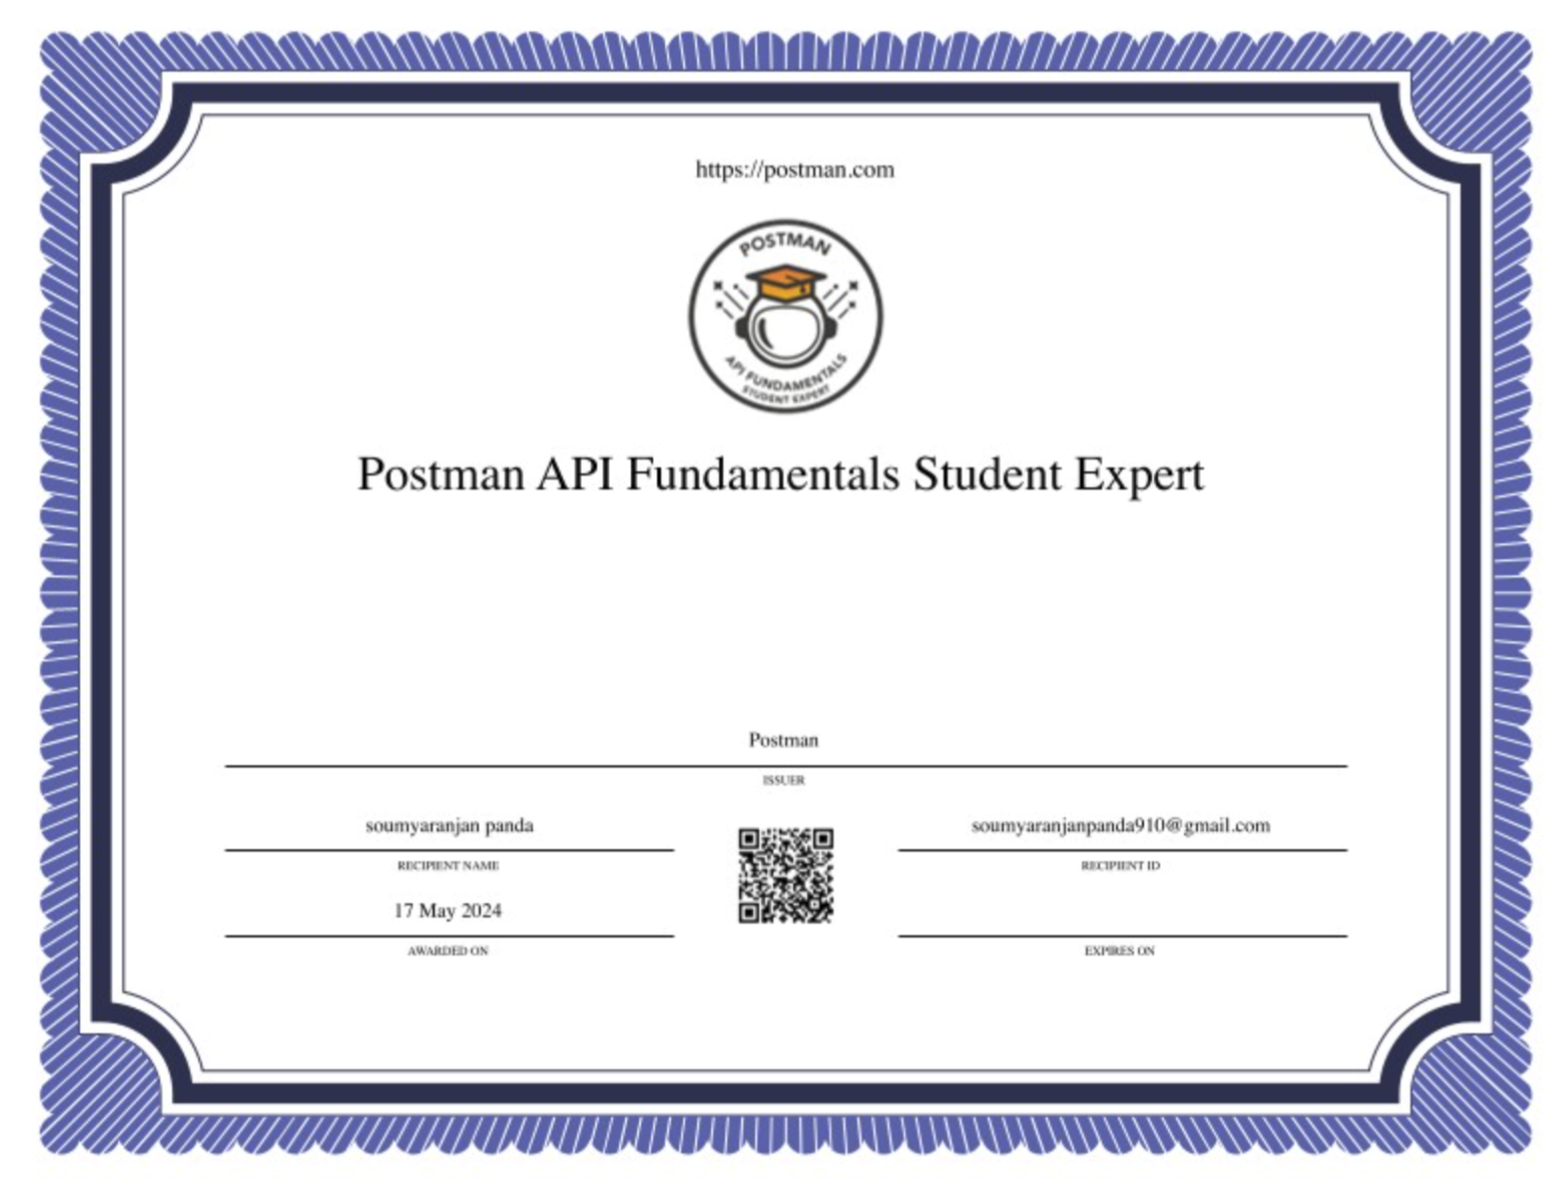 https://postman.com
POSTMAN
API FUNDAMENTALS
STUDENT EXPERT
Postman API Fundamentals Student Expert
Postman
ISSUER
soumyaranjan panda
RECIPIENT NAME
soumyaranjanpanda910@gmail.com
RECIPIENT ID
17 May 2024
AWARDED ON
EXPIRES ON